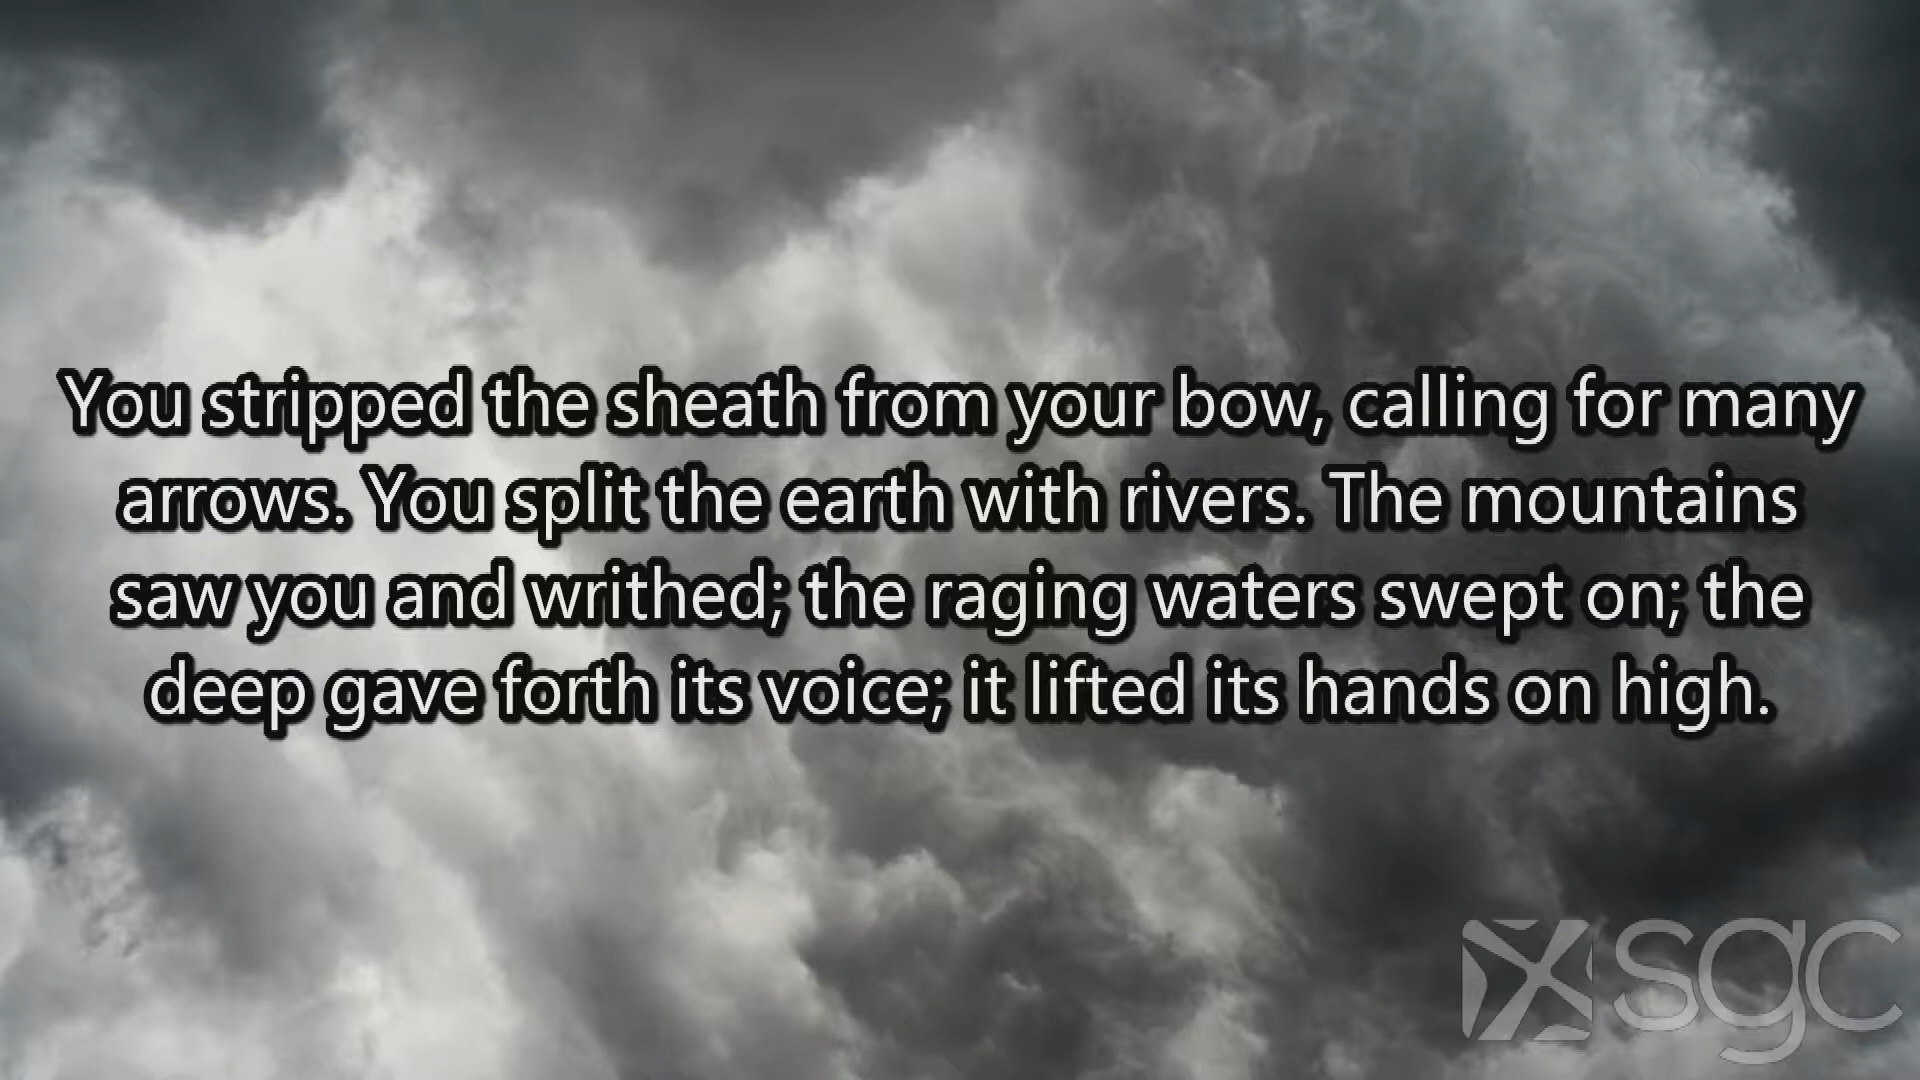 You stripped the sheath from your bow, calling for many
arrows. You split the earth with rivers. The mountains
saw you and writhed; the raging waters swept on; the
deep gave forth its voice; it lifted its hands on high.
sgc